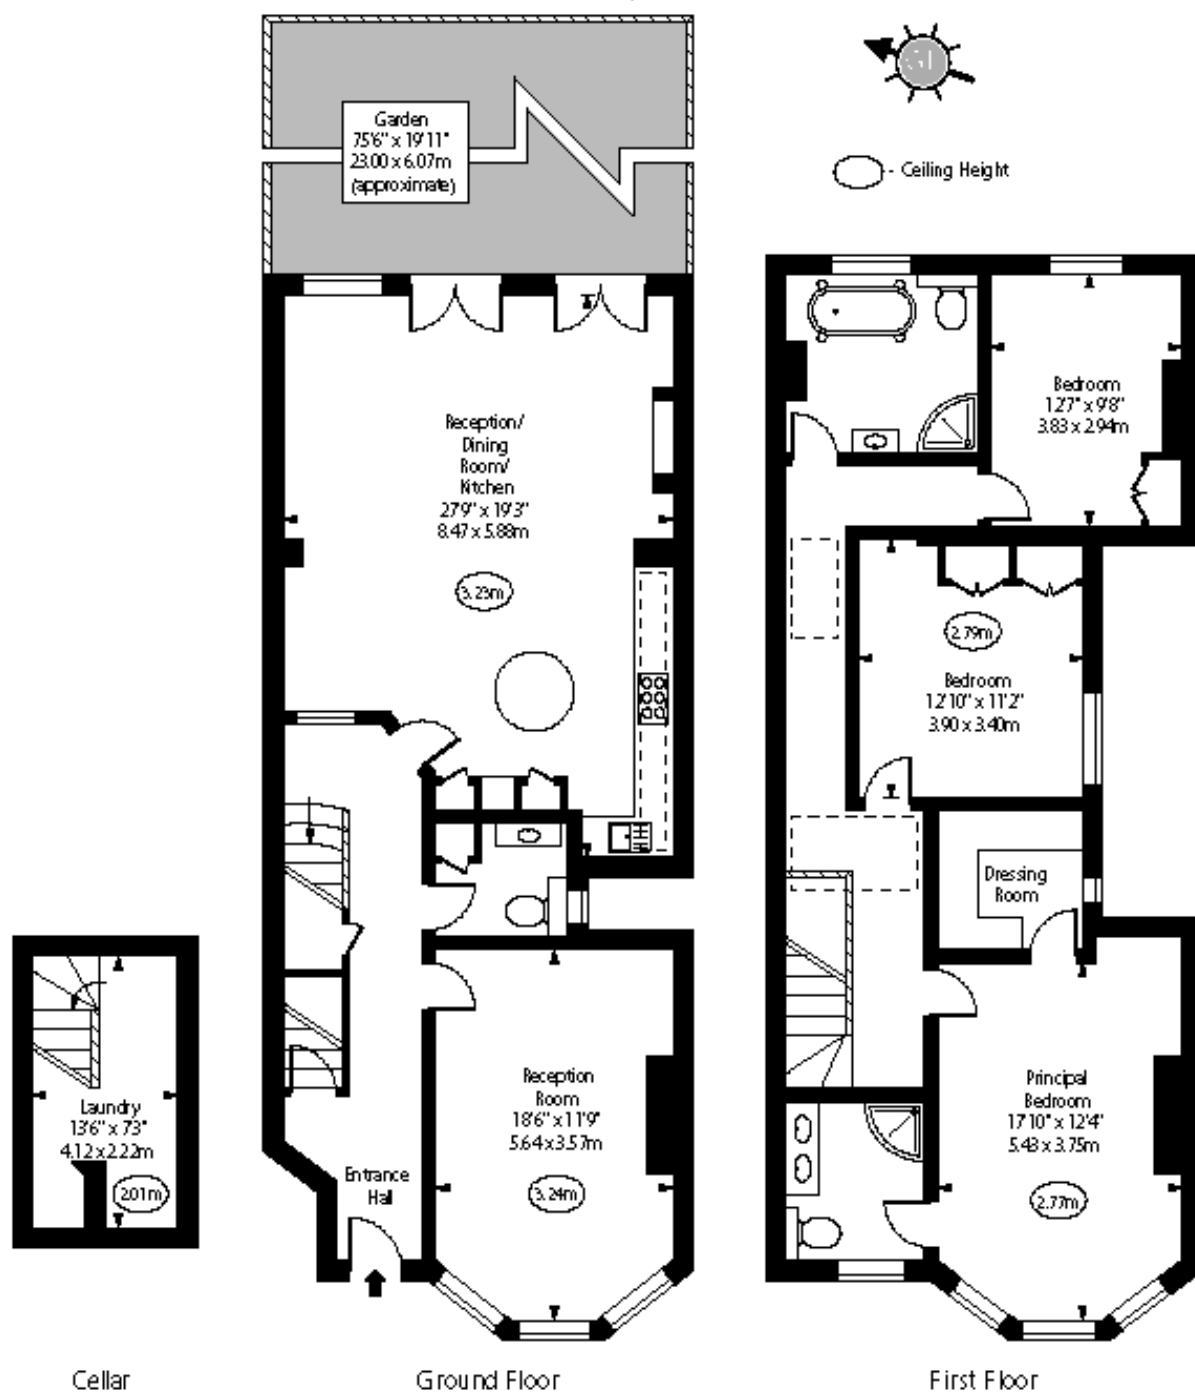 Garden
75'6" x 19'11"
23.00 x 6.07m
(approximate)
GI
- Ceiling Height
Reception/
Dining
Room/
Kitchen
27'9" x 19'3"
8.47 x 5.88m
3.23m
Bedroom
12'7" x 9'8"
3.83 x 2.94m
2.79m
Bedroom
12'10" x 11'2"
3.90 x 3.40m
Dressing
Room
Laundry
13'6" x 7'3"
4.12 x 2.22m
2.01m
Reception
Room
18'6" x 11'9"
5.64 x 3.57m
3.24m
Entrance
Hall
Principal
Bedroom
17'10" x 12'4"
5.43 x 3.75m
2.77m
Cellar
Ground Floor
First Floor